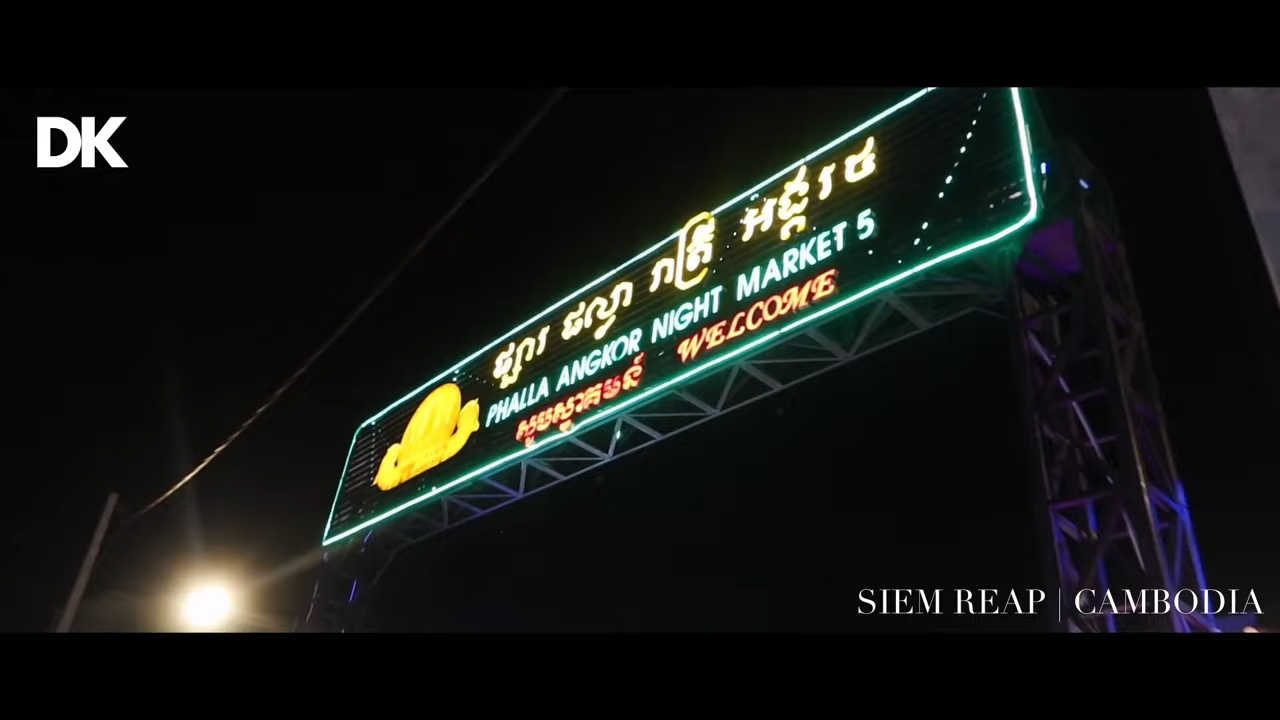 DK
ផ្សារ ផល្លា រាត្រី អង្គរ៥
PHALLA ANGKOR NIGHT MARKET 5
សូមស្វាគមន៍ WELCOME
SIEM REAP | CAMBODIA